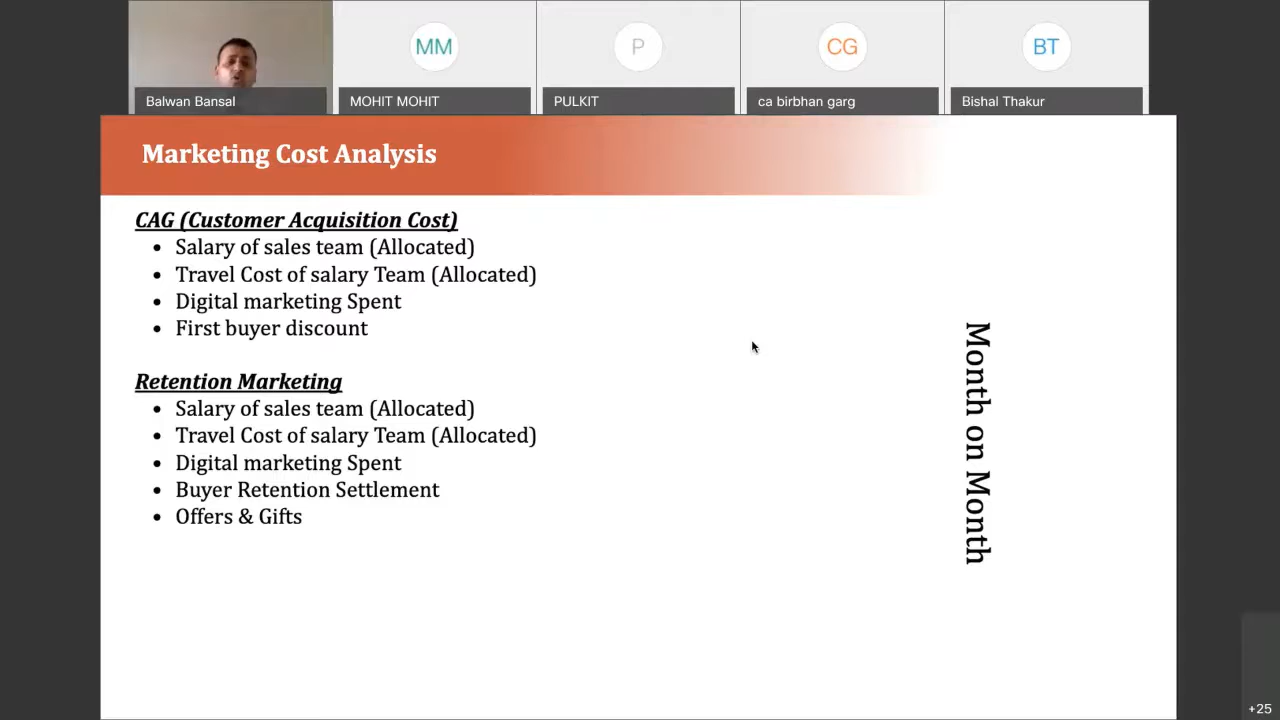 MM
P
CG
BT
Balwan Bansal
MOHIT MOHIT
PULKIT
ca birbhan garg
Bishal Thakur
Marketing Cost Analysis
CAG (Customer Acquisition Cost)
• Salary of sales team (Allocated)
• Travel Cost of salary Team (Allocated)
• Digital marketing Spent
• First buyer discount
Retention Marketing
• Salary of sales team (Allocated)
• Travel Cost of salary Team (Allocated)
• Digital marketing Spent
• Buyer Retention Settlement
• Offers & Gifts
Month on Month
+25